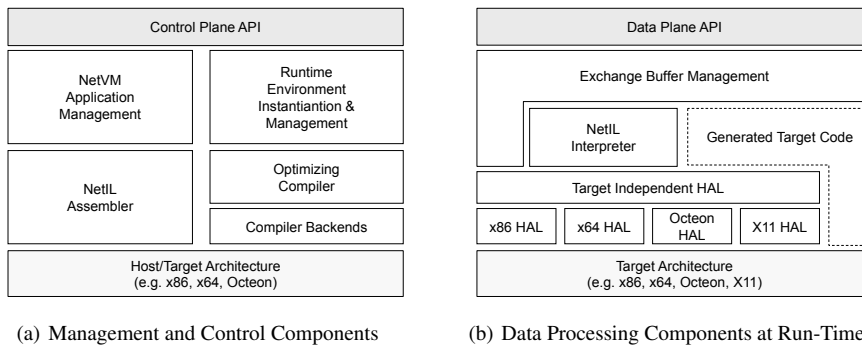 Control Plane API
NetVM
Application
Management
Runtime
Environment
Instantiantion &
Management
NetIL
Assembler
Optimizing
Compiler
Compiler Backends
Host/Target Architecture
(e.g. x86, x64, Octeon)
(a) Management and Control Components
Data Plane API
Exchange Buffer Management
NetIL
Interpreter
Generated Target Code
Target Independent HAL
x86 HAL
x64 HAL
Octeon
HAL
X11 HAL
Target Architecture
(e.g. x86, x64, Octeon, X11)
(b) Data Processing Components at Run-Time